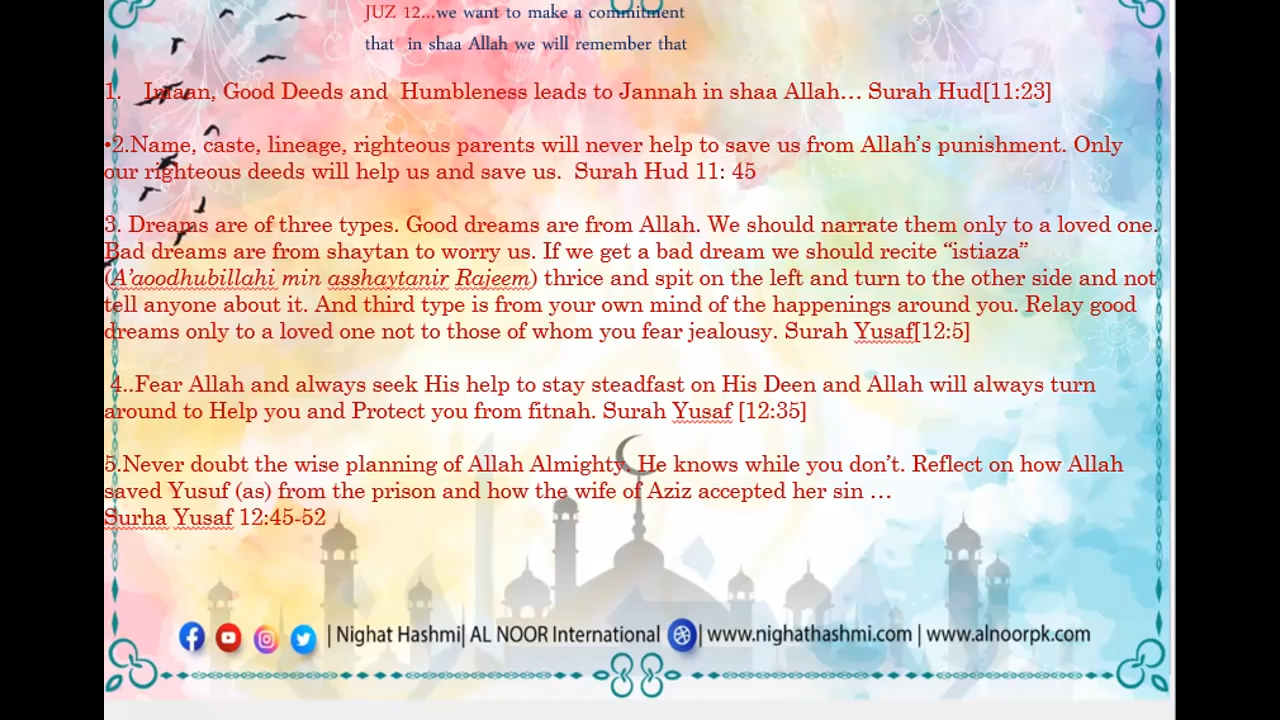 JUZ 12...we want to make a commitment
that in shaa Allah we will remember that
1. Imaan, Good Deeds and Humbleness leads to Jannah in shaa Allah… Surah Hud[11:23]
•2.Name, caste, lineage, righteous parents will never help to save us from Allah’s punishment. Only
our righteous deeds will help us and save us. Surah Hud 11: 45
3. Dreams are of three types. Good dreams are from Allah. We should narrate them only to a loved one.
Bad dreams are from shaytan to worry us. If we get a bad dream we should recite “istiaza”
(A’aoodhubillahi min asshaytanir Rajeem) thrice and spit on the left and turn to the other side and not
tell anyone about it. And third type is from your own mind of the happenings around you. Relay good
dreams only to a loved one not to those of whom you fear jealousy. Surah Yusaf[12:5]
4..Fear Allah and always seek His help to stay steadfast on His Deen and Allah will always turn
around to Help you and Protect you from fitnah. Surah Yusaf [12:35]
5.Never doubt the wise planning of Allah Almighty. He knows while you don’t. Reflect on how Allah
saved Yusuf (as) from the prison and how the wife of Aziz accepted her sin …
Surha Yusaf 12:45-52
| Nighat Hashmi| AL NOOR International | www.nighathashmi.com | www.alnoorpk.com